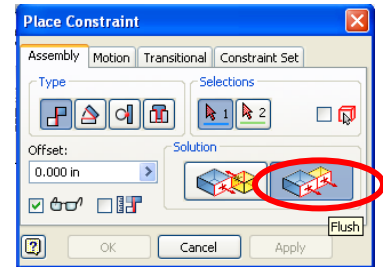 Place Constraint
Assembly Motion Transitional Constraint Set
Type Selections
1 2
Offset: Solution
0.000 in
Flush
OK Cancel Apply